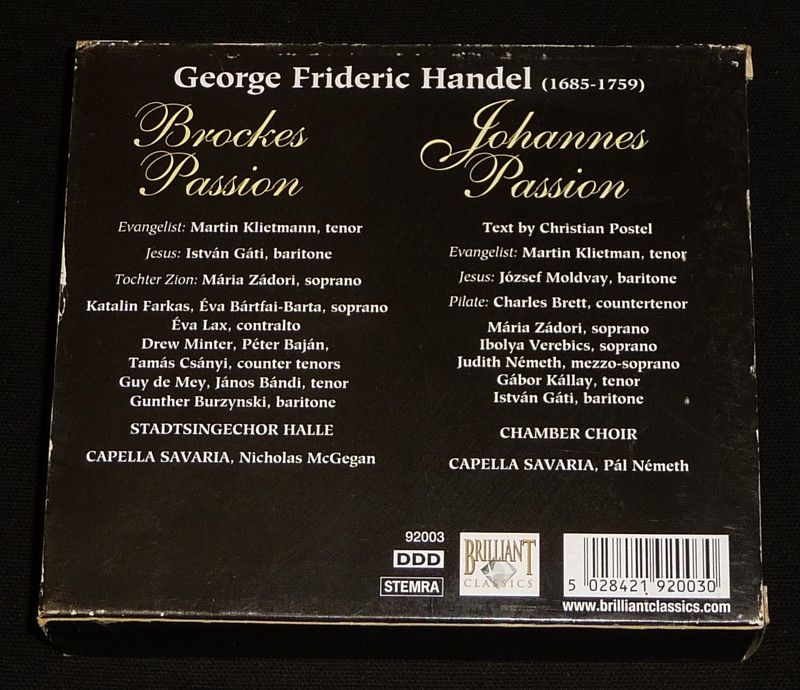 George Frideric Handel (1685-1759)
Brockes
Passion
Evangelist: Martin Klietmann, tenor
Jesus: István Gáti, baritone
Tochter Zion: Mária Zádori, soprano
Katalin Farkas, Éva Bártfai-Barta, soprano
Éva Lax, contralto
Drew Minter, Péter Baján,
Tamás Csányi, counter tenors
Guy de Mey, János Bándi, tenor
Gunther Burzynski, baritone
STADTSINGECHOR HALLE
CAPELLA SAVARIA, Nicholas McGegan
Johannes
Passion
Text by Christian Postel
Evangelist: Martin Klietman, tenor
Jesus: József Moldvay, baritone
Pilate: Charles Brett, countertenor
Mária Zádori, soprano
Ibolya Verebics, soprano
Judith Németh, mezzo-soprano
Gábor Kállay, tenor
István Gáti, baritone
CHAMBER CHOIR
CAPELLA SAVARIA, Pál Németh
92003
DDD
STEMRA
BRILLIANT
CLASSICS
5 028421 920030
www.brilliantclassics.com